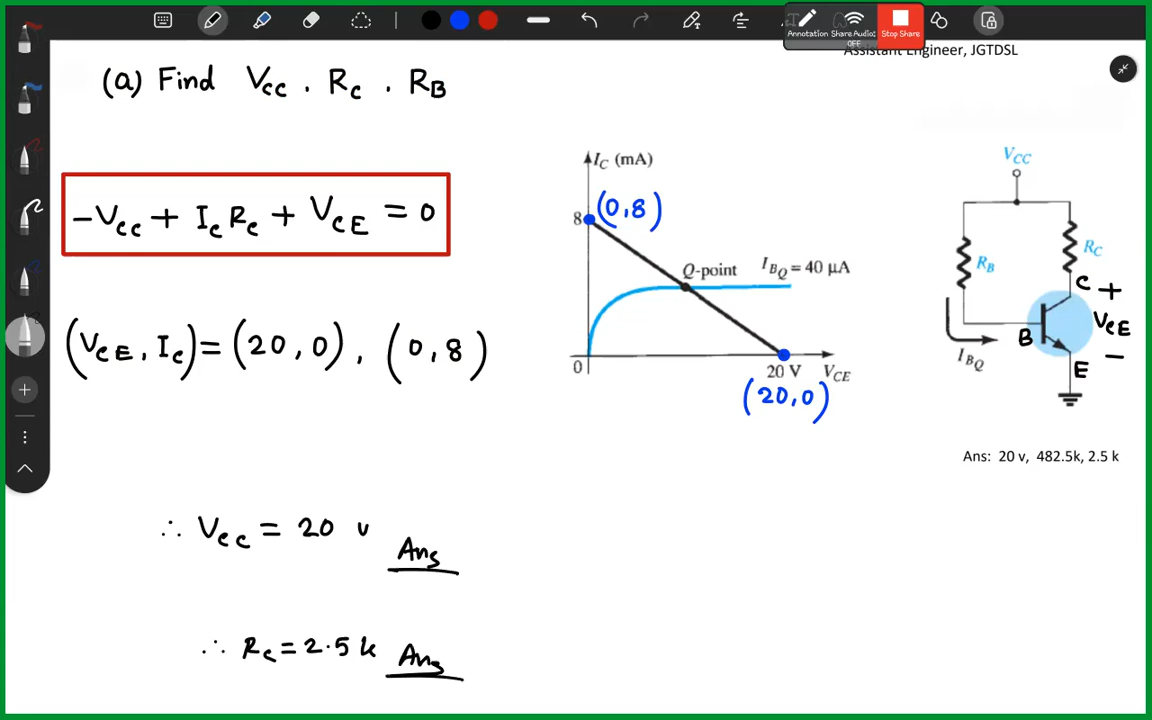 Annotation Share Audio: OFF Stop Share
Assistant Engineer, JGTDSL
(a) Find Vcc . Rc . RB
-Vcc + IcRc + VCE = 0
(VCE, Ic) = (20,0), (0,8)
∴ Vcc = 20 v Ans
∴ Rc = 2.5 k Ans
IC (mA)
8 (0,8)
Q-point IBQ = 40 μA
0 20 V VCE
(20,0)
VCC
RC
RB
C +
VCE
B
IBQ
E -
Ans: 20 v, 482.5k, 2.5 k